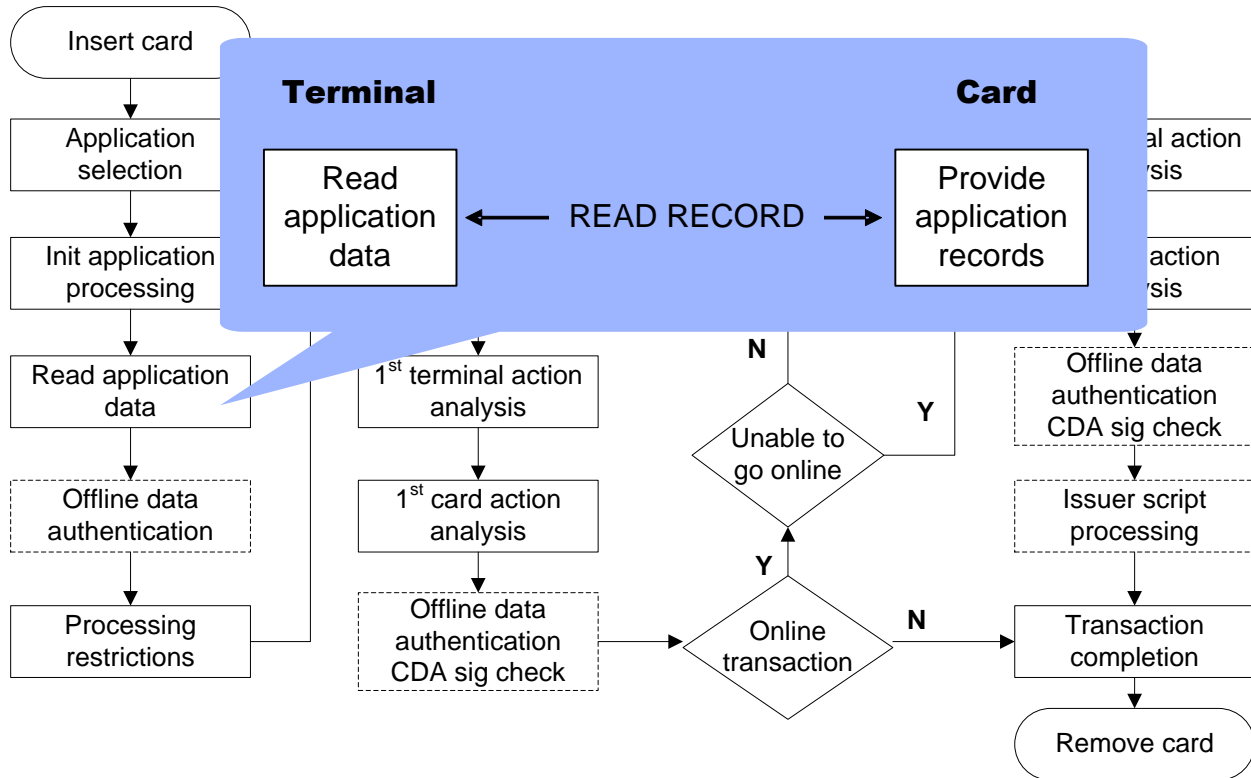 Insert card
Application
selection
Init application
processing
Read application
data
Offline data
authentication
Processing
restrictions
Terminal
Card
Read
application
data
READ RECORD
Provide
application
records
1st terminal action
analysis
1st card action
analysis
Offline data
authentication
CDA sig check
N
Y
Unable to
go online
Y
Online
transaction
N
action
action
Offline data
authentication
CDA sig check
Issuer script
processing
Transaction
completion
Remove card